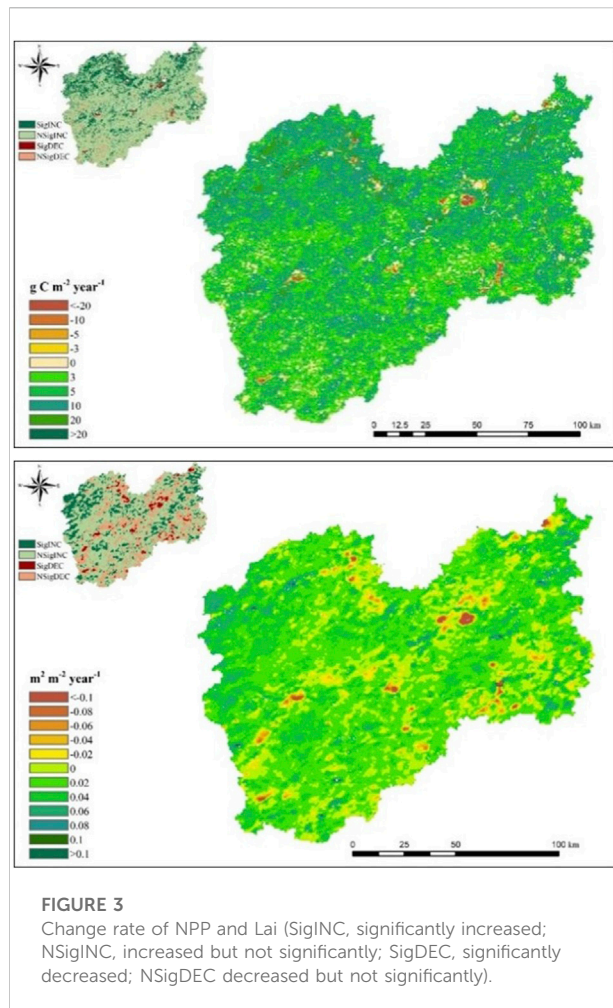 SigINC
NSigINC
SigDEC
NSigDEC
g C m⁻² year⁻¹
<-20
-10
-5
-3
0
3
5
10
20
>20
0 12.5 25 50 75 100 km
SigINC
NSigINC
SigDEC
NSigDEC
m² m⁻² year⁻¹
<-0.1
-0.08
-0.06
-0.04
-0.02
0
0.02
0.04
0.06
0.08
0.1
>0.1
0 25 50 100 km
FIGURE 3
Change rate of NPP and Lai (SigINC, significantly increased;
NSigINC, increased but not significantly; SigDEC, significantly
decreased; NSigDEC decreased but not significantly).